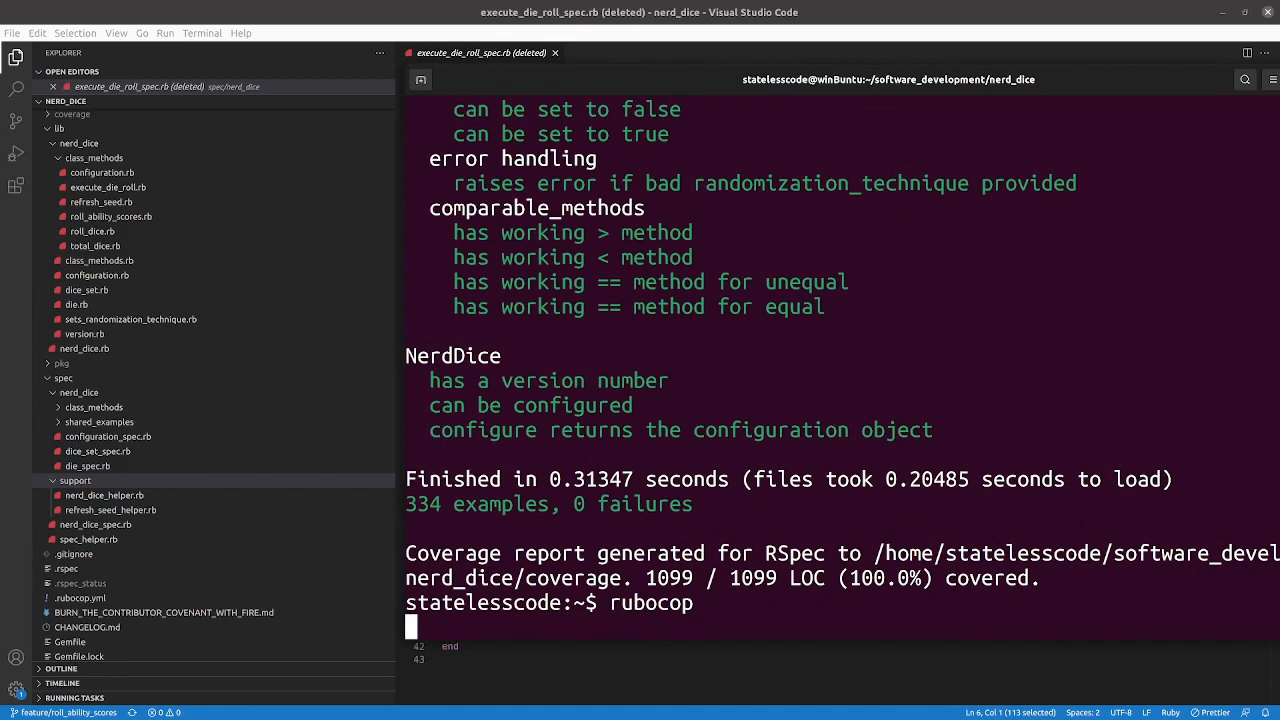 execute_die_roll_spec.rb (deleted) - nerd_dice - Visual Studio Code
File Edit Selection View Go Run Terminal Help
EXPLORER
OPEN EDITORS
execute_die_roll_spec.rb (deleted) spec/nerd_dice
NERD_DICE
coverage
lib
nerd_dice
class_methods
configuration.rb
execute_die_roll.rb
refresh_seed.rb
roll_ability_scores.rb
roll_dice.rb
total_dice.rb
class_methods.rb
configuration.rb
dice_set.rb
die.rb
sets_randomization_technique.rb
version.rb
nerd_dice.rb
pkg
spec
nerd_dice
class_methods
shared_examples
configuration_spec.rb
dice_set_spec.rb
die_spec.rb
support
nerd_dice_helper.rb
refresh_seed_helper.rb
nerd_dice_spec.rb
spec_helper.rb
.gitignore
.rspec
.rspec_status
.rubocop.yml
BURN_THE_CONTRIBUTOR_COVENANT_WITH_FIRE.md
CHANGELOG.md
Gemfile
Gemfile.lock
OUTLINE
TIMELINE
RUNNING TASKS
execute_die_roll_spec.rb (deleted)
statelesscode@winBuntu:~/software_development/nerd_dice
can be set to false
can be set to true
error handling
raises error if bad randomization_technique provided
comparable_methods
has working > method
has working < method
has working == method for unequal
has working == method for equal
NerdDice
has a version number
can be configured
configure returns the configuration object
Finished in 0.31347 seconds (files took 0.20485 seconds to load)
334 examples, 0 failures
Coverage report generated for RSpec to /home/statelesscode/software_devel
nerd_dice/coverage. 1099 / 1099 LOC (100.0%) covered.
statelesscode:~$ rubocop
42 end
43
1 feature/roll_ability_scores 0 0 Ln 6, Col 1 (113 selected) Spaces: 2 UTF-8 LF Ruby Prettier